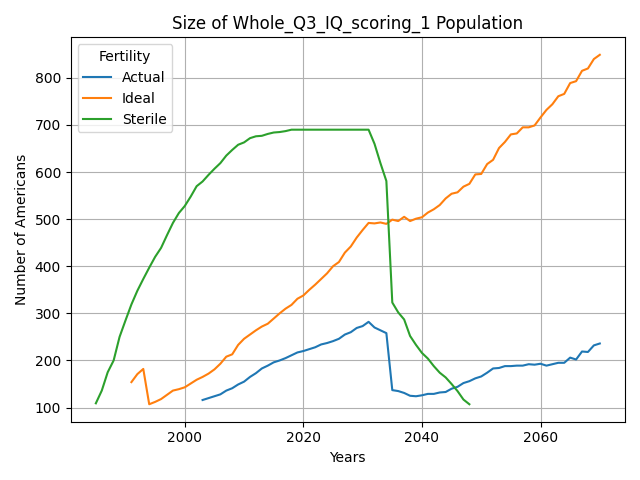 Size of Whole_Q3_IQ_scoring_1 Population
Fertility
Actual
Ideal
Sterile
Number of Americans
800
700
600
500
400
300
200
100
2000
2020
2040
2060
Years